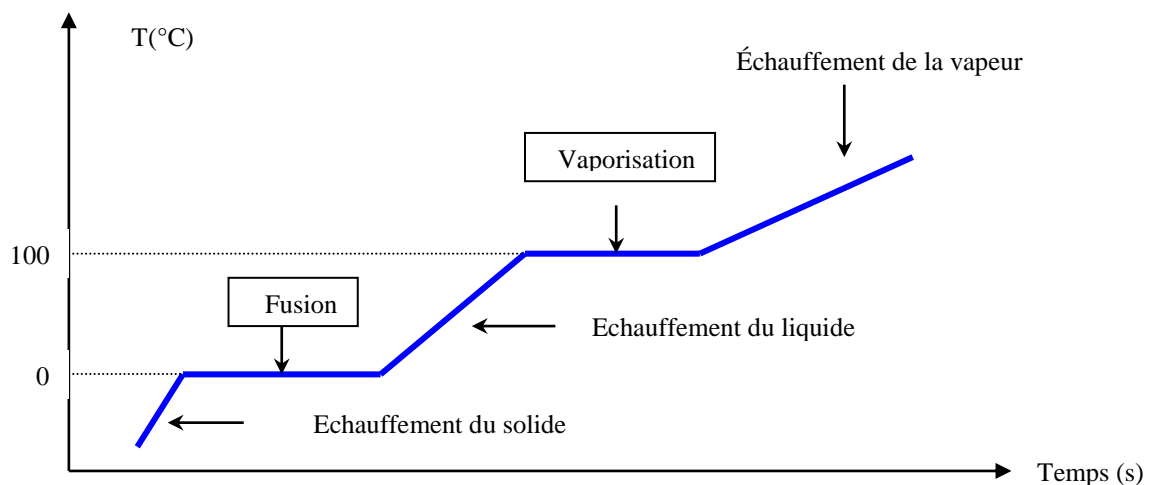 T(°C)
Échauffement de la vapeur
Vaporisation
100
Fusion
Echauffement du liquide
0
Echauffement du solide
Temps (s)